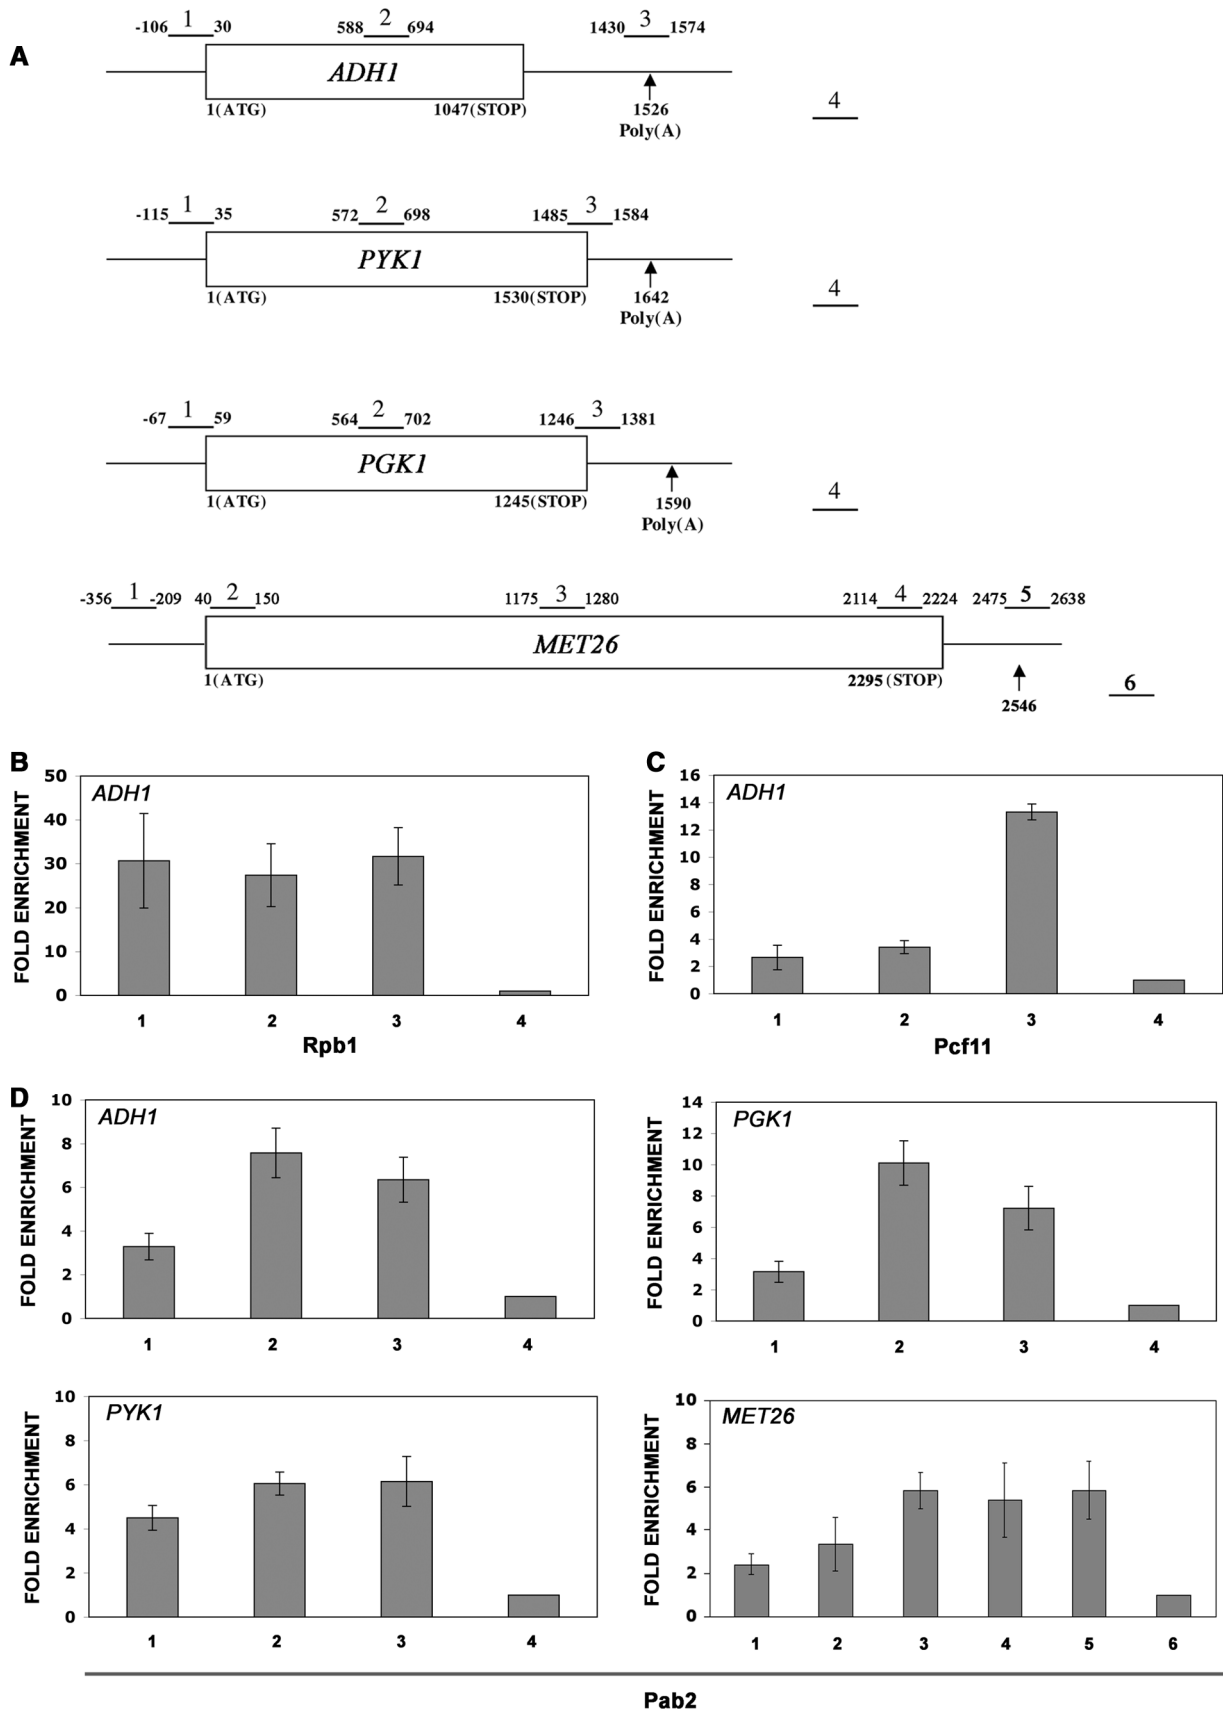 A
-106 1 30 588 2 694 1430 3 1574
ADH1
1(ATG) 1047(STOP) 1526
Poly(A)
4
-115 1 35 572 2 698 1485 3 1584
PYK1
1(ATG) 1530(STOP) 1642
Poly(A)
4
-67 1 59 564 2 702 1246 3 1381
PGK1
1(ATG) 1245(STOP) 1590
Poly(A)
4
-356 1 -209 40 2 150 1175 3 1280 2114 4 2224 2475 5 2638
MET26
1(ATG) 2295(STOP) 2546
6
B
ADH1
FOLD ENRICHMENT
50
40
30
20
10
0
1 2 3 4
Rpb1
C
ADH1
FOLD ENRICHMENT
16
14
12
10
8
6
4
2
0
1 2 3 4
Pcf11
D
ADH1
FOLD ENRICHMENT
10
8
6
4
2
0
1 2 3 4
PGK1
FOLD ENRICHMENT
14
12
10
8
6
4
2
0
1 2 3 4
PYK1
FOLD ENRICHMENT
10
8
6
4
2
0
1 2 3 4
MET26
FOLD ENRICHMENT
10
8
6
4
2
0
1 2 3 4 5 6
Pab2